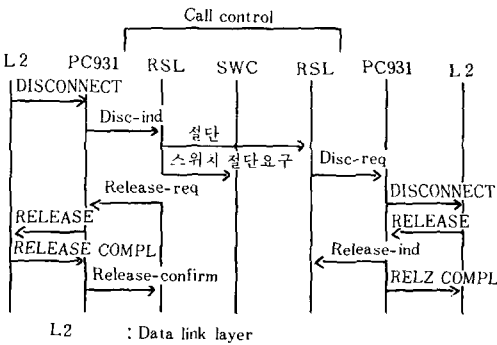 Call control
L2 PC931 RSL SWC RSL PC931 L2
DISCONNECT
Disc-ind
절단
스위치 절단요구
Disc-req
Release-req
DISCONNECT
RELEASE
RELEASE
RELEASE COMPL
Release-ind
Release-confirm
RELZ COMPL
L2 : Data link layer